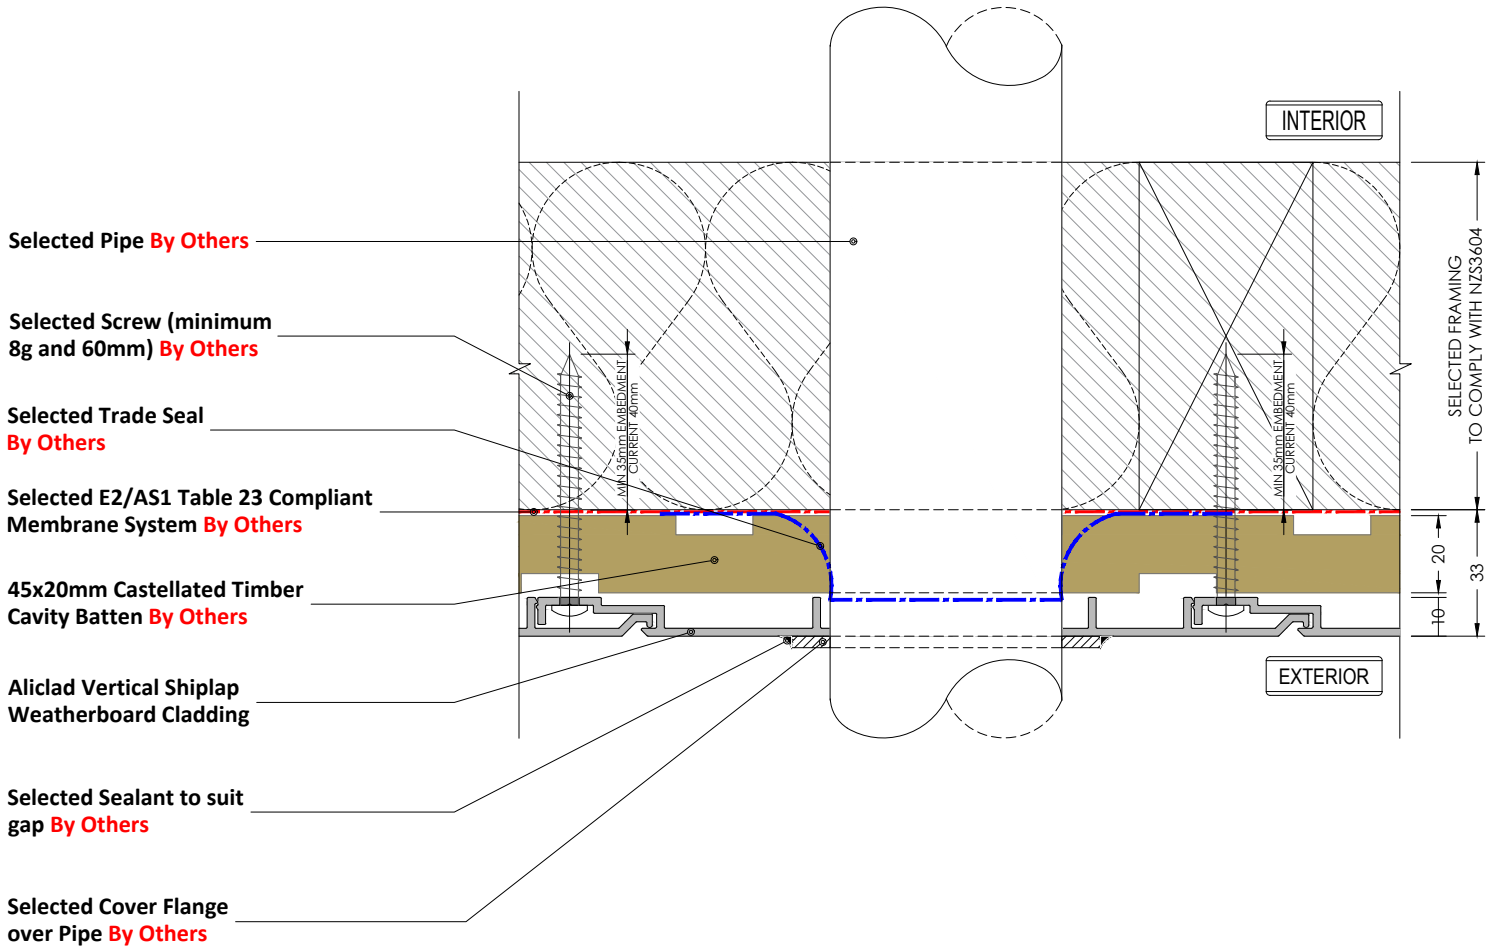 INTERIOR
Selected Pipe By Others
Selected Screw (minimum
8g and 60mm) By Others
Selected Trade Seal
By Others
Selected E2/AS1 Table 23 Compliant
Membrane System By Others
45x20mm Castellated Timber
Cavity Batten By Others
Aliclad Vertical Shiplap
Weatherboard Cladding
Selected Sealant to suit
gap By Others
Selected Cover Flange
over Pipe By Others
MIN 35mm EMBEDMENT
CURRENT 40mm
MIN 35mm EMBEDMENT
CURRENT 40mm
SELECTED FRAMING
TO COMPLY WITH NZS3604
20
33
10
EXTERIOR